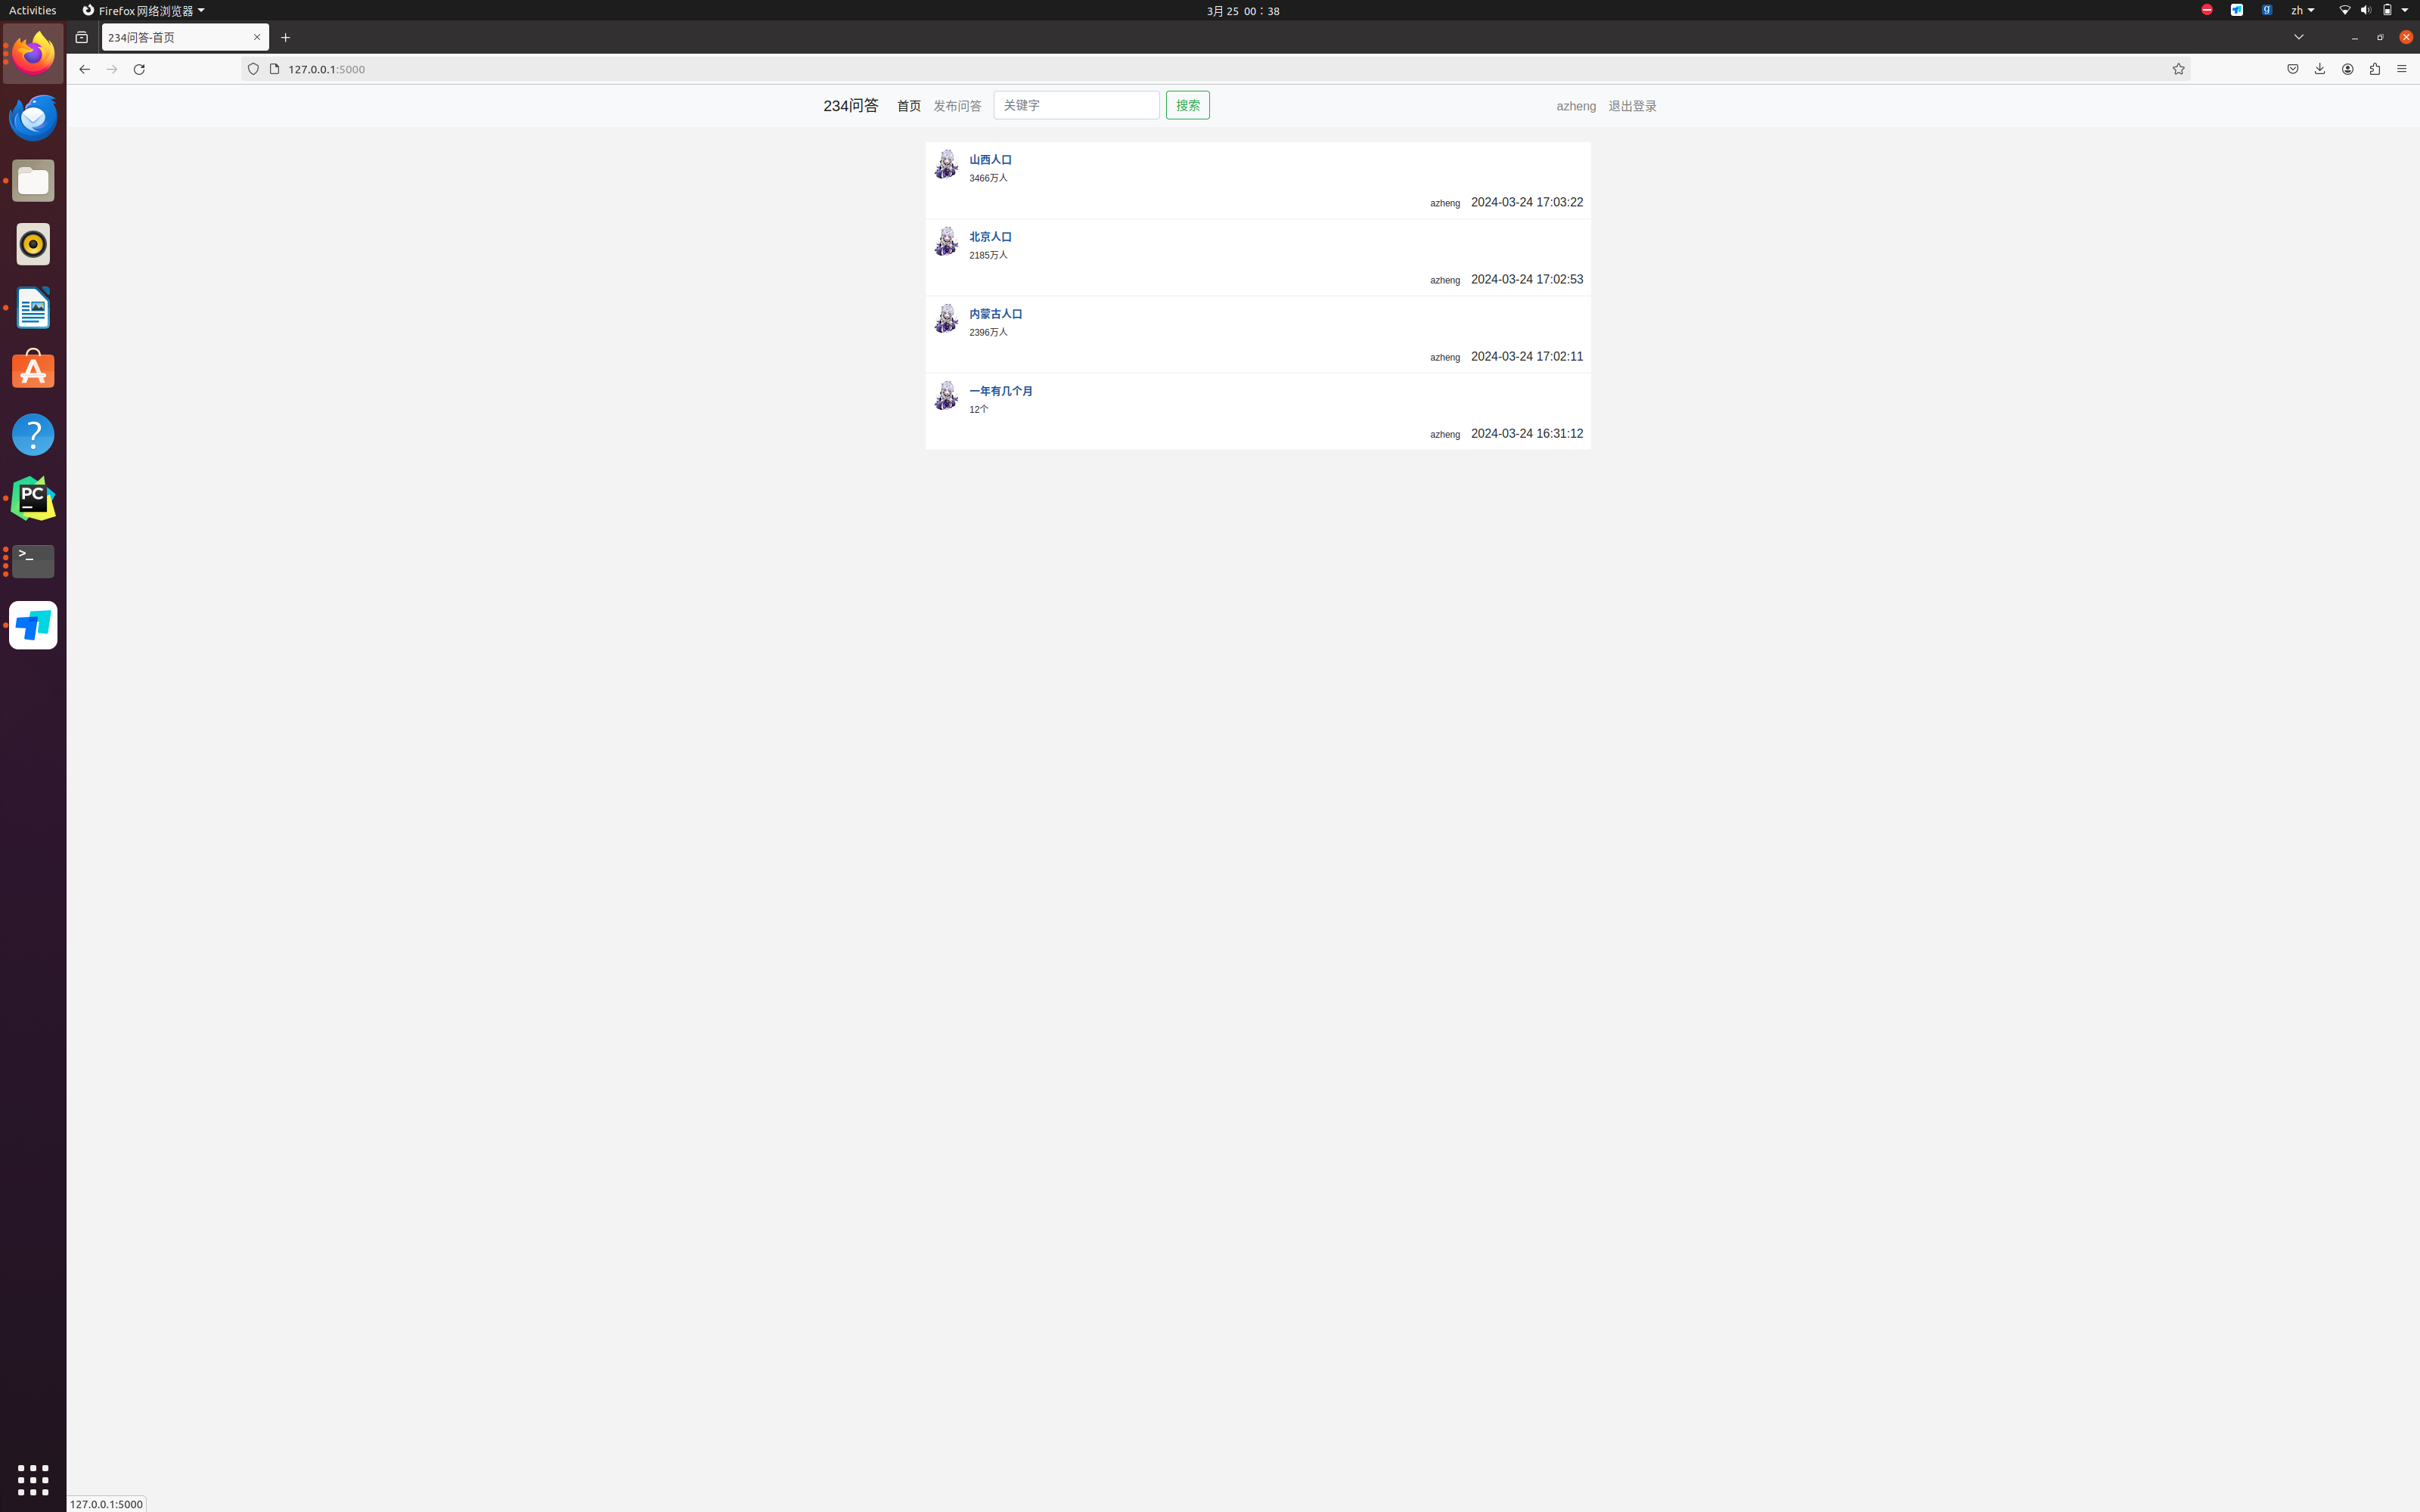 Activities
Firefox 网络浏览器
3月 25 00：38
zh
234问答-首页
127.0.0.1:5000
234问答
首页
发布问答
关键字
搜索
azheng
退出登录
山西人口
3466万人
azheng 2024-03-24 17:03:22
北京人口
2185万人
azheng 2024-03-24 17:02:53
内蒙古人口
2396万人
azheng 2024-03-24 17:02:11
一年有几个月
12个
azheng 2024-03-24 16:31:12
PC
>_
127.0.0.1:5000